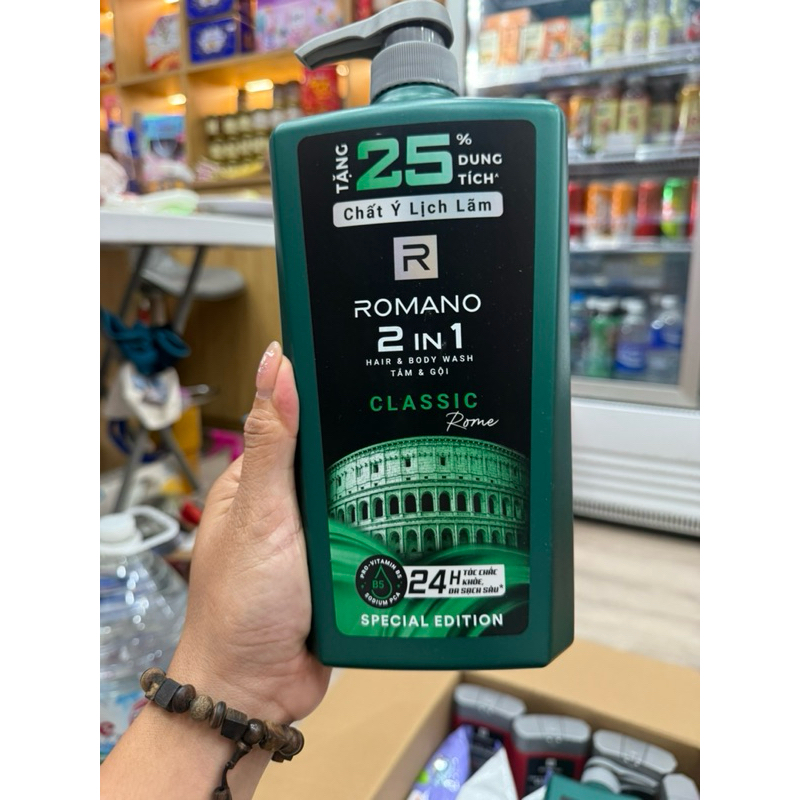 TẶNG 25% DUNG TÍCH^
Chất Ý Lịch Lãm
R
ROMANO
2 IN 1
HAIR & BODY WASH
TẮM & GỘI
CLASSIC
Rome
PRO-VITAMIN B5
B5
SODIUM PCA
24H TÓC CHẮC KHỎE, DA SẠCH SÂU*
SPECIAL EDITION